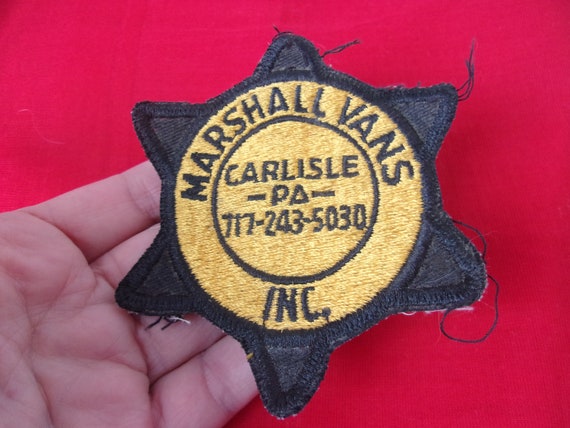 MARSHALL VANS
CARLISLE
-PA-
717-243-5030
INC.